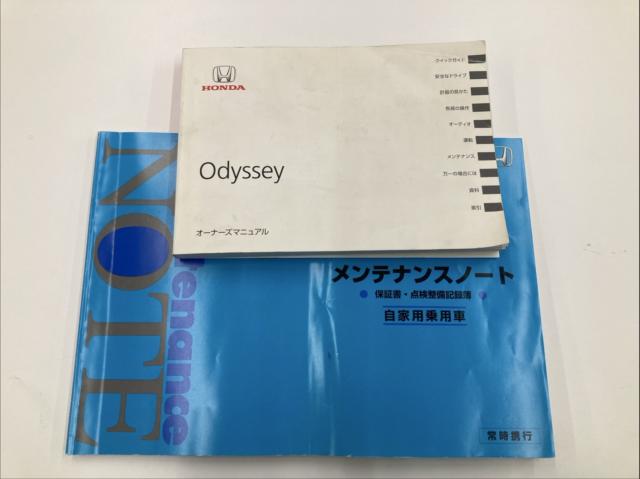 HONDA
Odyssey
オーナーズマニュアル
クイックガイド
安全なドライブ
計器の見かた
各部の操作
オーディオ
運転
メンテナンス
万一の場合には
資料
索引
NOTE
メンテナンスノート
保証書・点検整備記録簿
自家用乗用車
常時携行